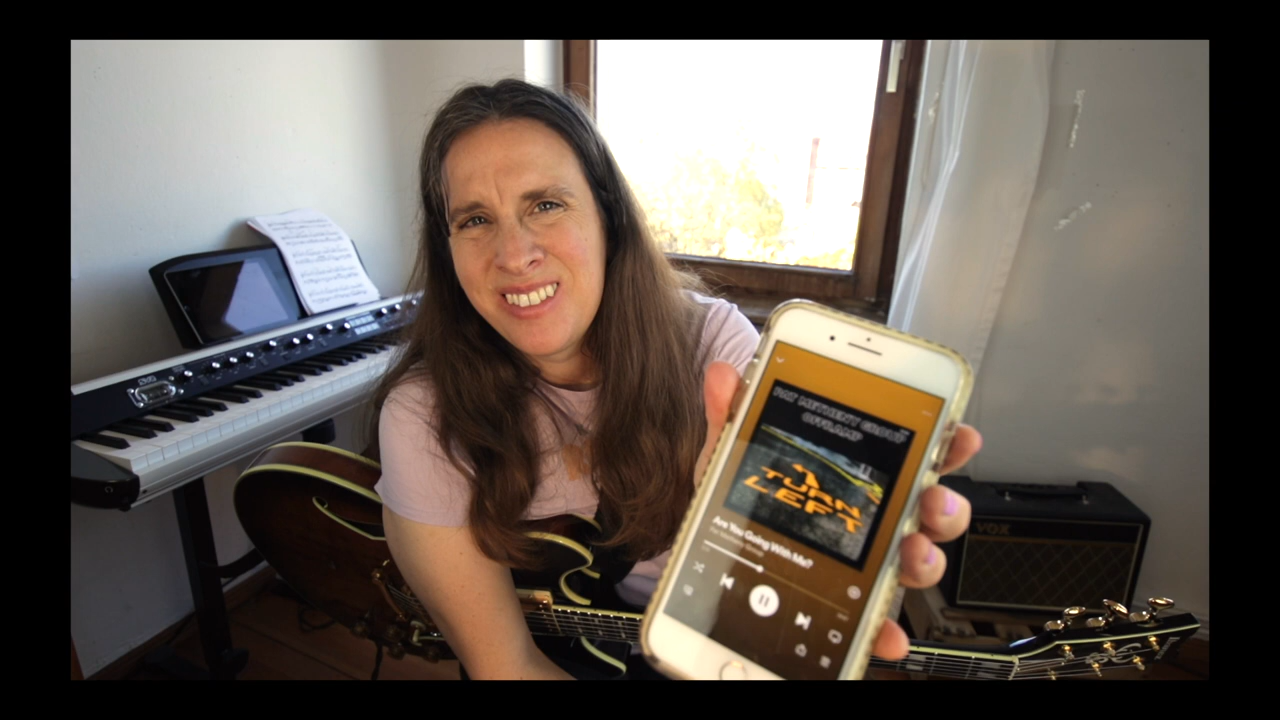 PAT METHENY GROUP
OFFRAMP
TURN
LEFT
Are You Going With Me?
Pat Metheny Group
VOX